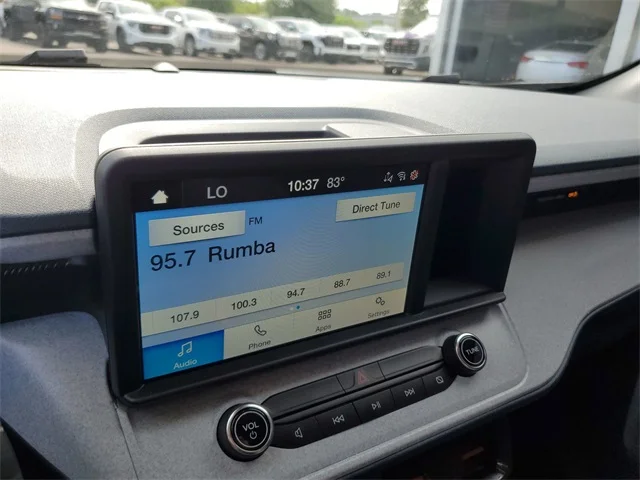 LO 10:37 83°
Sources FM Direct Tune
95.7 Rumba
107.9 100.3 94.7 88.7 89.1
Audio Phone Apps Settings
VOL TUNE